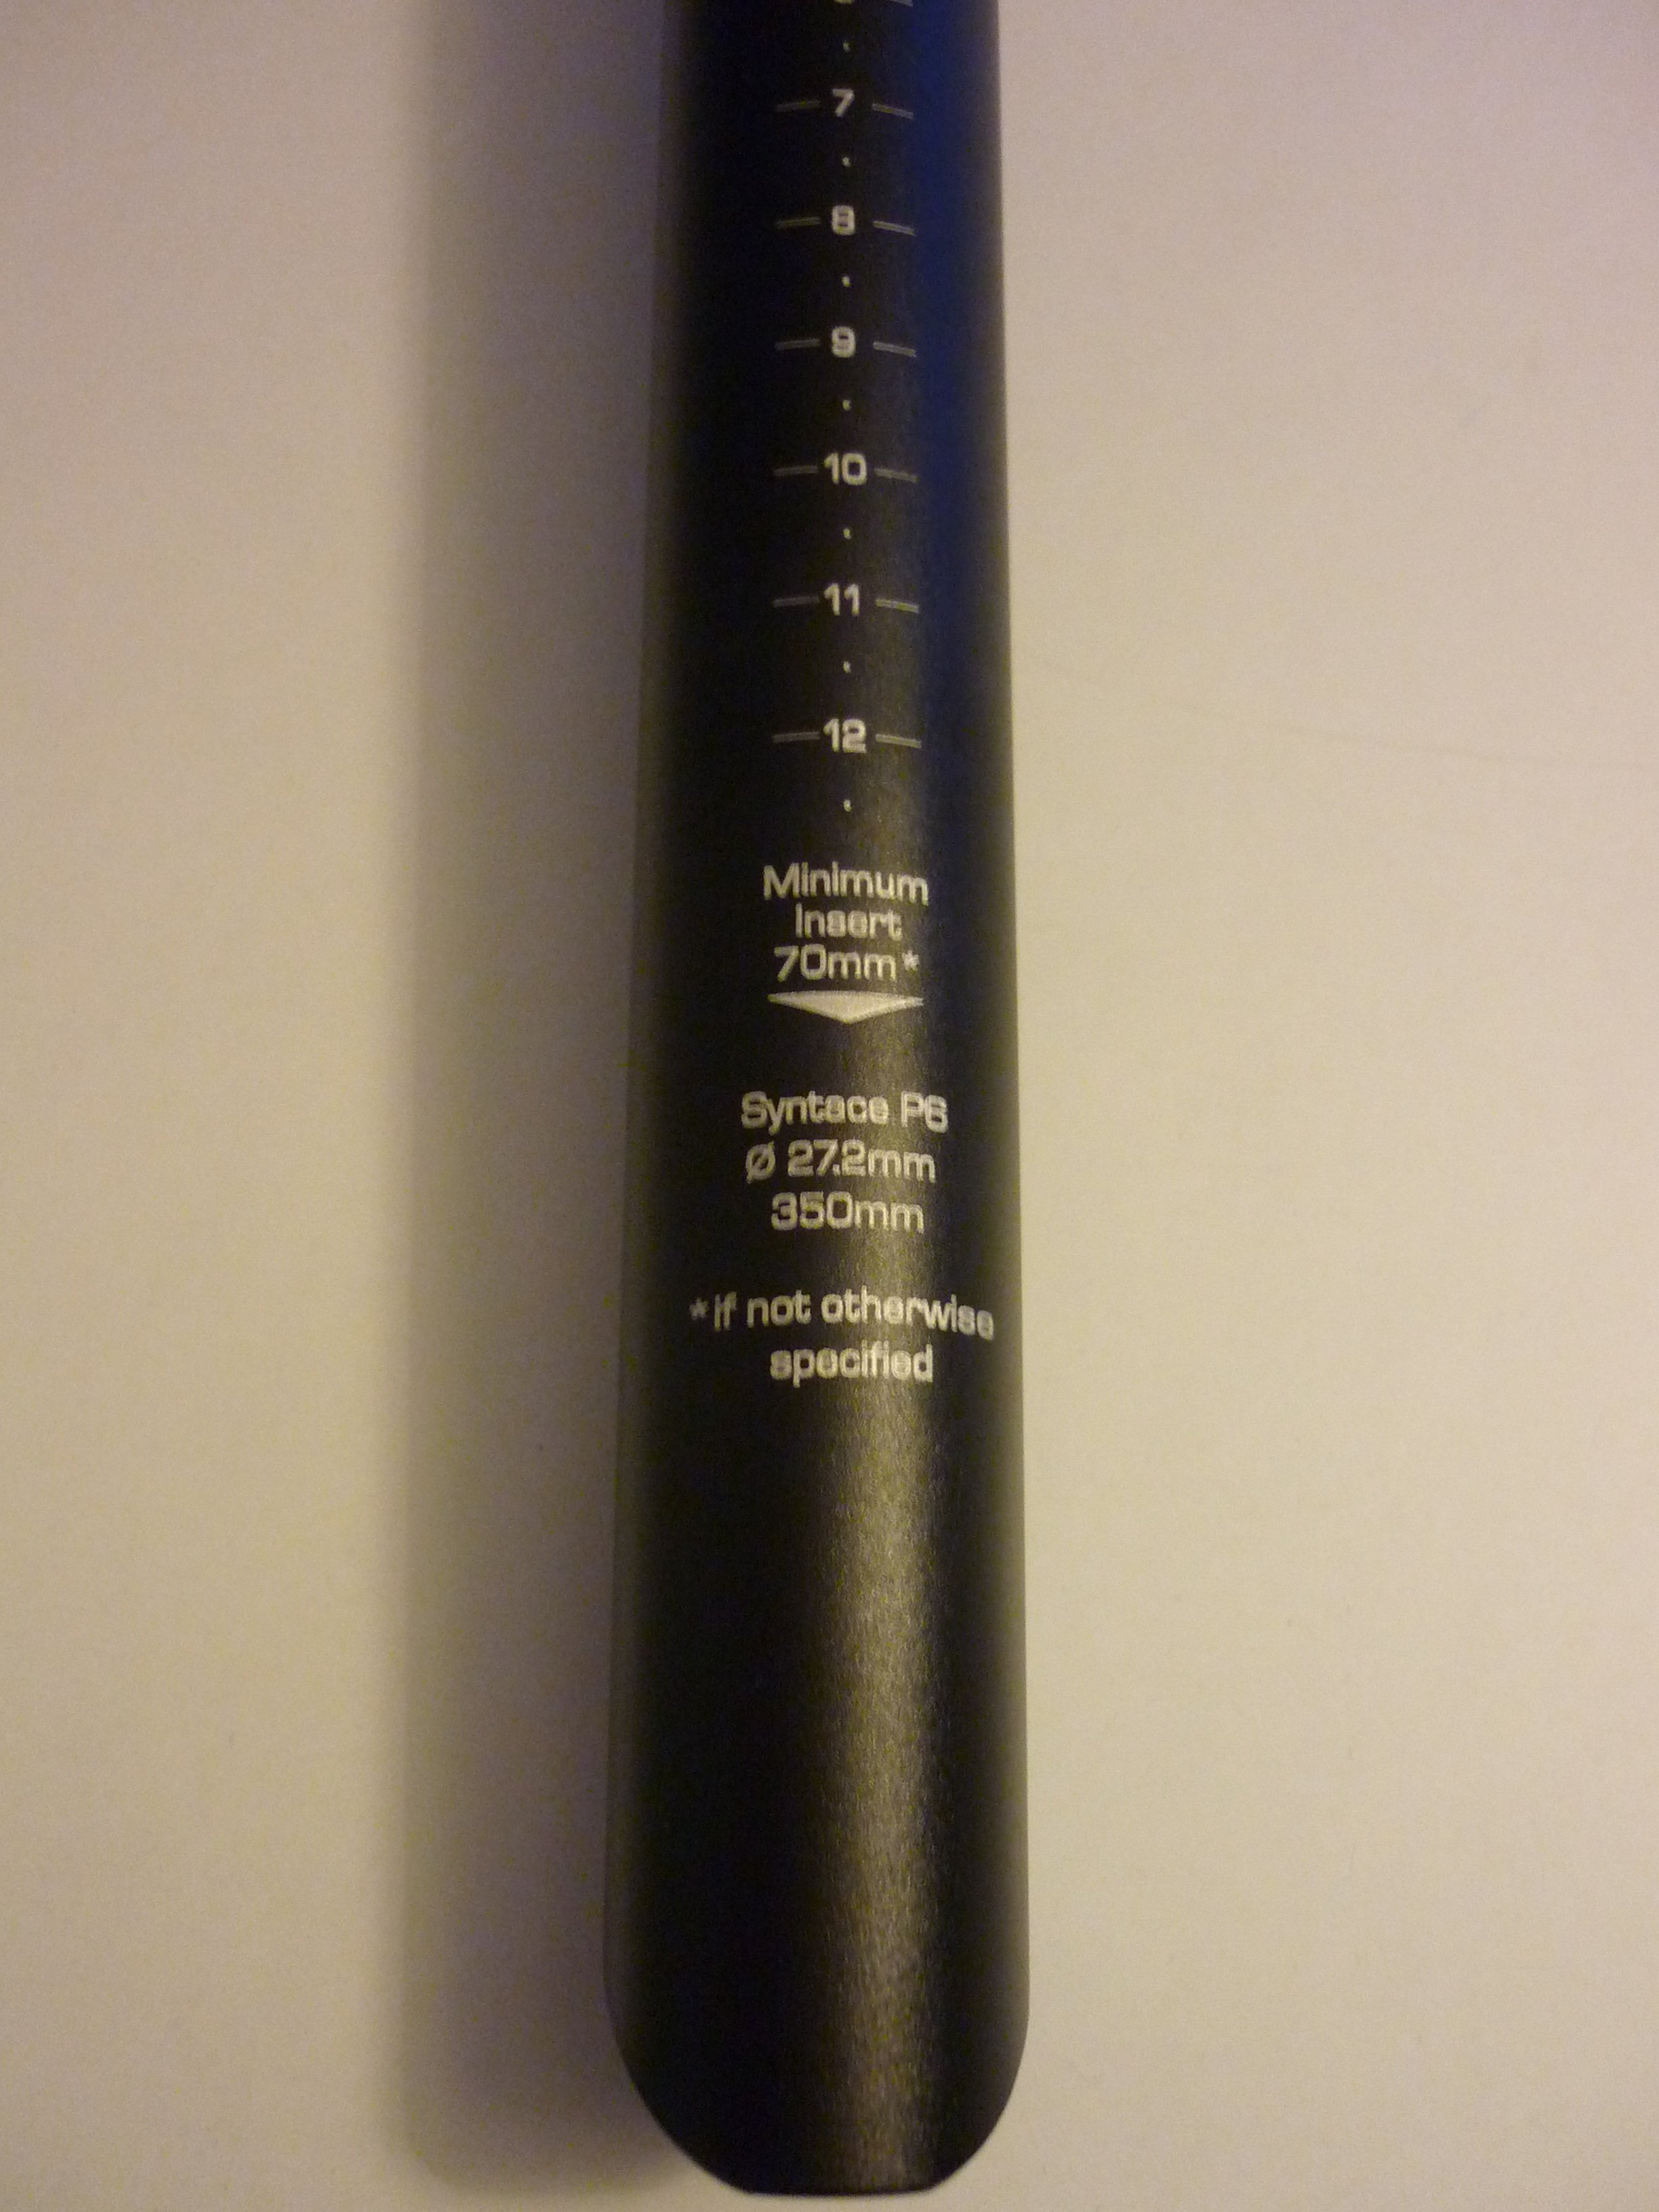 7
8
9
10
11
12
Minimum
Insert
70mm*
Syntace P6
Ø 27.2mm
350mm
*if not otherwise
specified